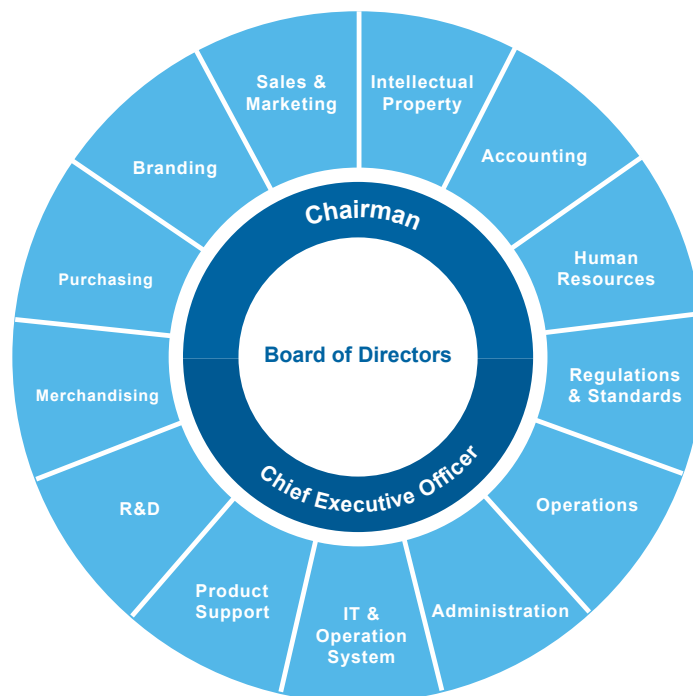 Sales &
Marketing
Intellectual
Property
Accounting
Human
Resources
Regulations
& Standards
Operations
Administration
IT &
Operation
System
Product
Support
R&D
Merchandising
Purchasing
Branding
Chairman
Board of Directors
Chief Executive Officer